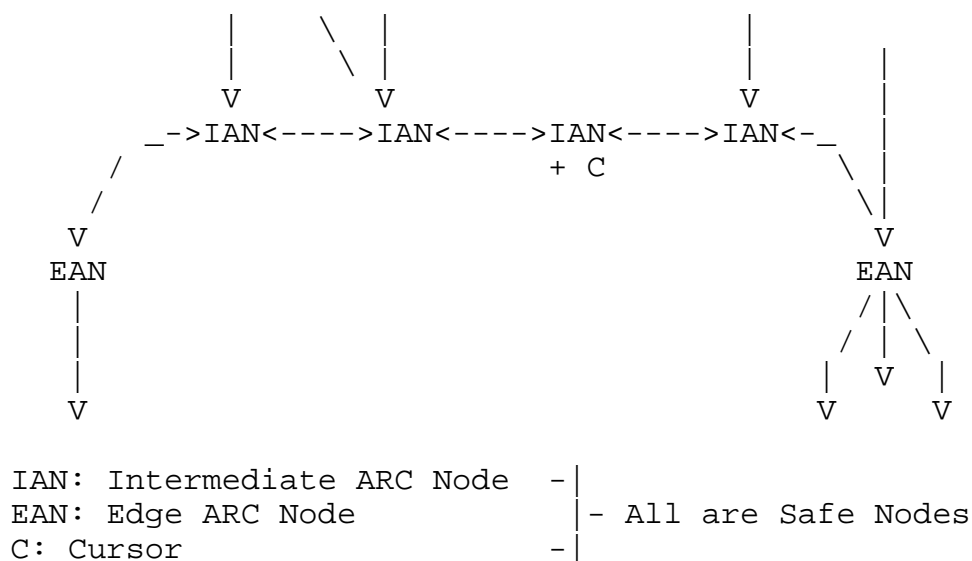 |      \  |                      |
|       \ |                      |       |
V         V                      V       |
_->IAN<---->IAN<---->IAN<---->IAN<-_     |
/                     + C            \   |
/                                      \|
V                                        V
EAN                                    EAN
|                                      /|\
|                                     / | \
|                                    |  V  |
V                                    V     V
IAN: Intermediate ARC Node  -|
EAN: Edge ARC Node           |- All are Safe Nodes
C: Cursor                   -|